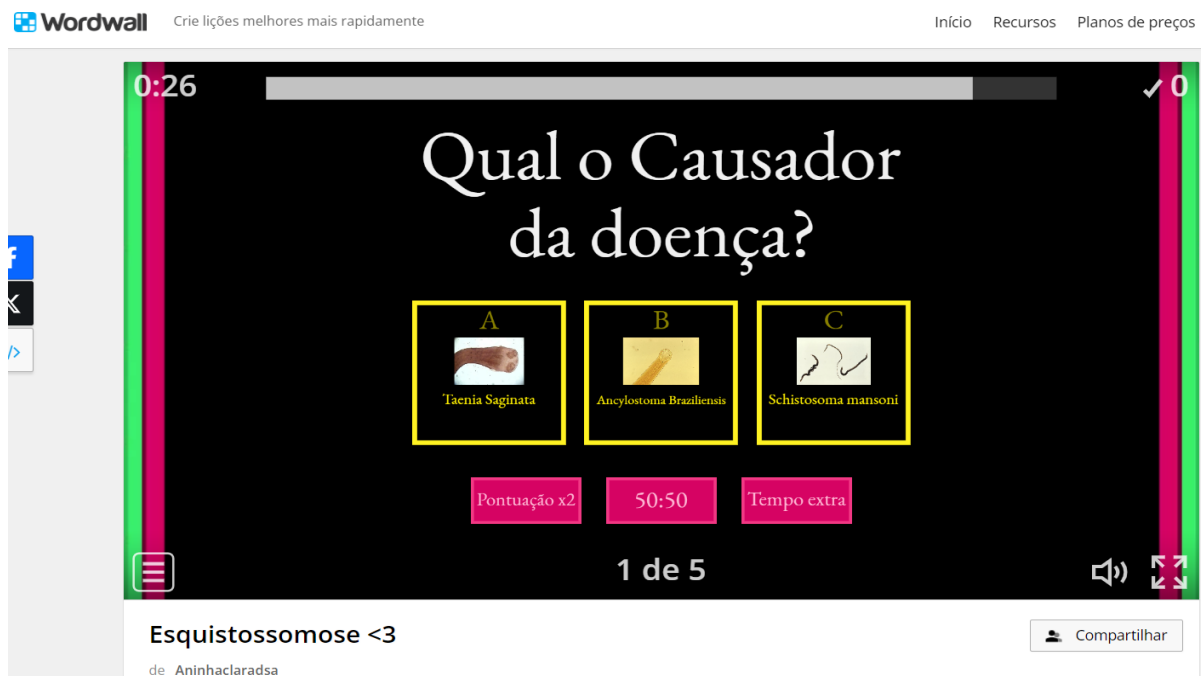 Wordwall
Crie lições melhores mais rapidamente
Início Recursos Planos de preços
0:26
0
Qual o Causador
da doença?
A
Taenia Saginata
B
Ancylostoma Braziliensis
C
Schistosoma mansoni
Pontuação x2
50:50
Tempo extra
1 de 5
Esquistossomose <3
Compartilhar
de Aninhaclaradsa